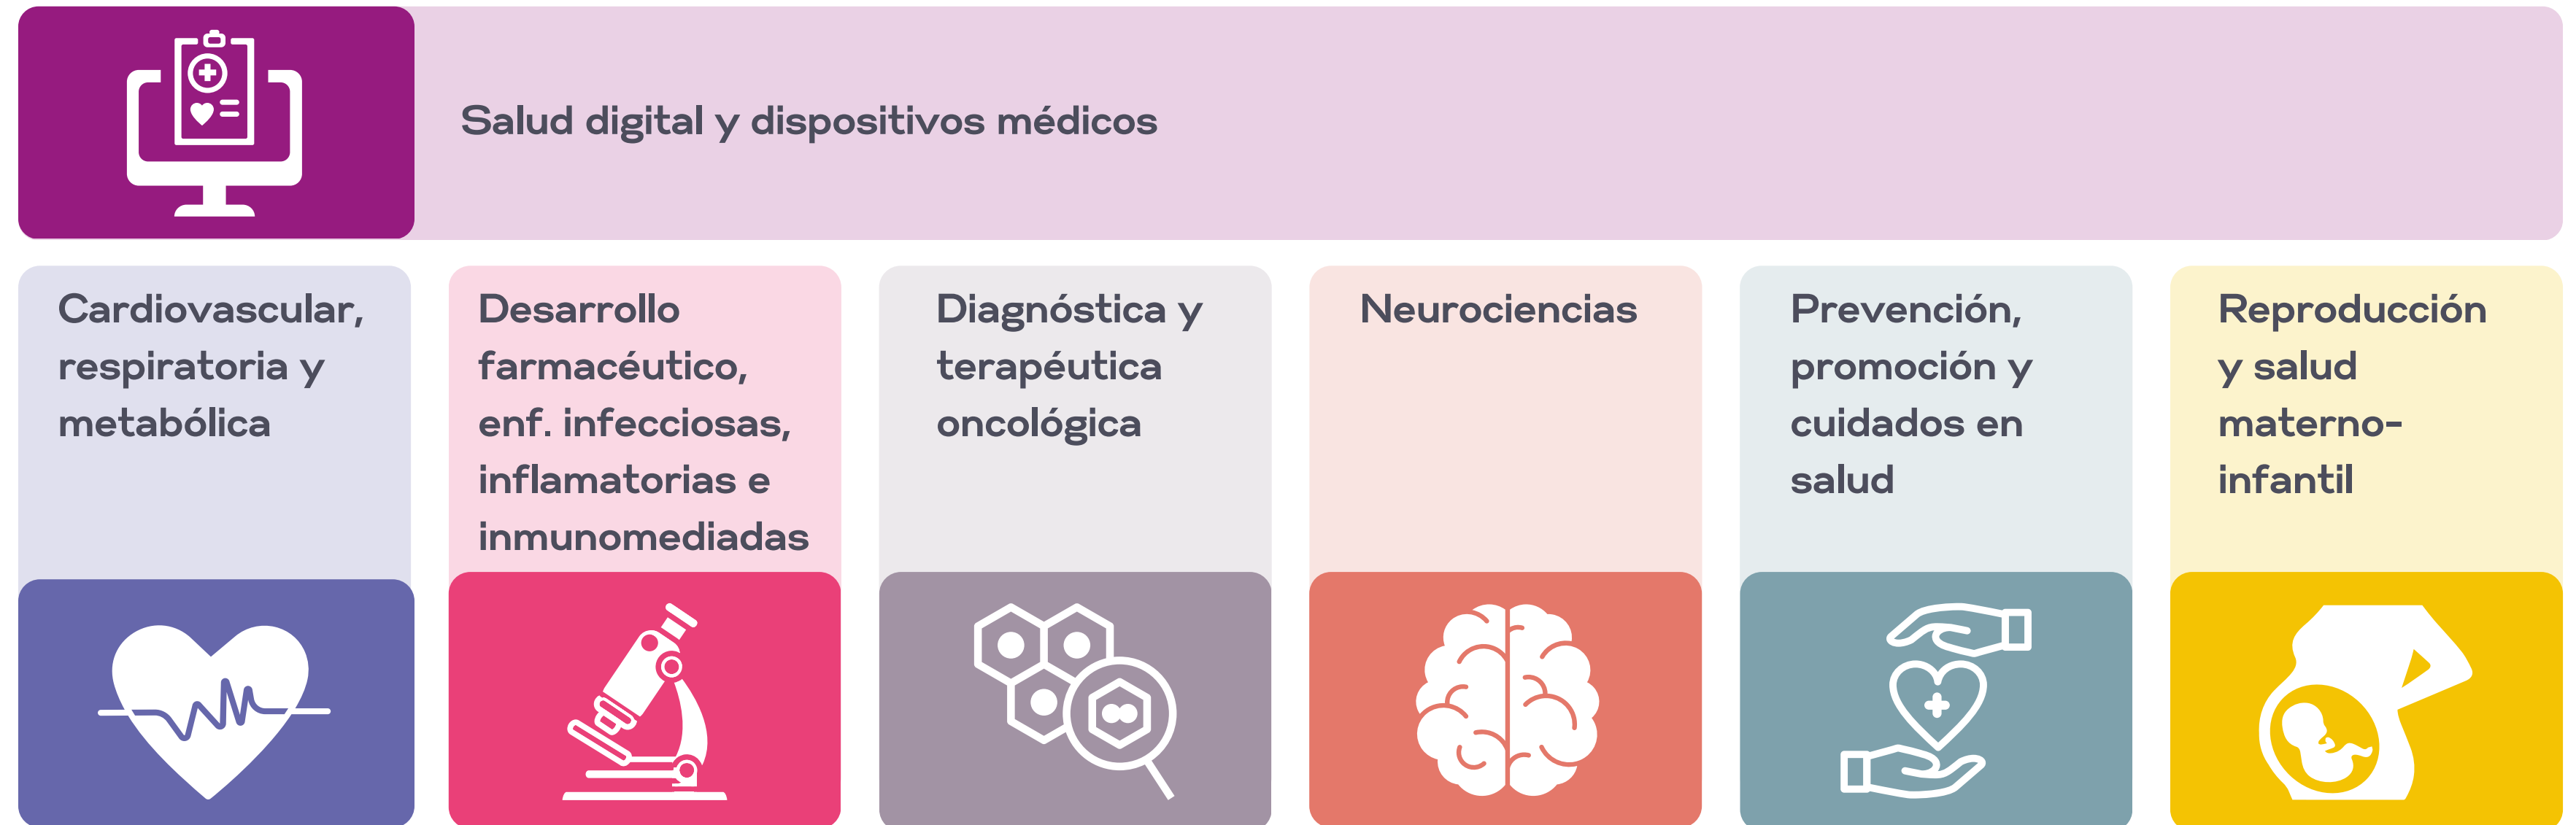 Salud digital y dispositivos médicos
Cardiovascular,
respiratoria y
metabólica
Desarrollo
farmacéutico,
enf. infecciosas,
inflamatorias e
inmunomediadas
Diagnóstica y
terapéutica
oncológica
Neurociencias
Prevención,
promoción y
cuidados en
salud
Reproducción
y salud
materno-
infantil